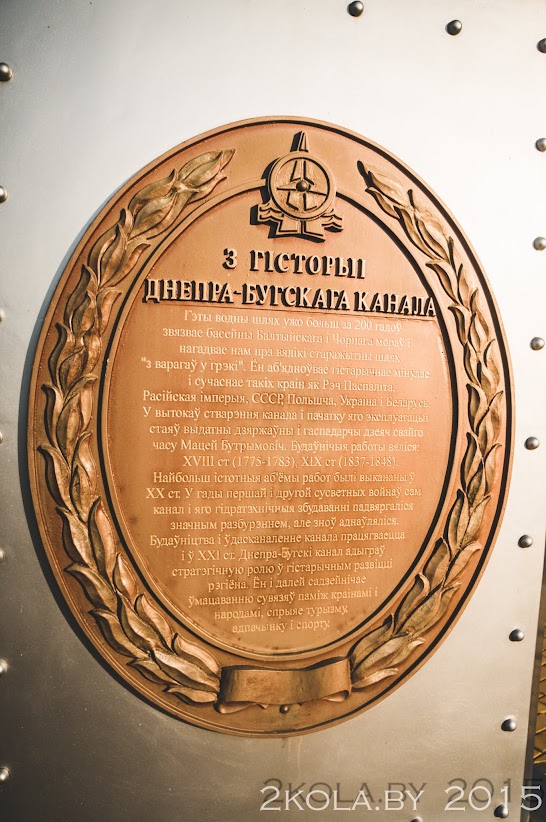 З ГІСТОРЫІ
ДНЕПРА-БУГСКАГА КАНАЛА
Гэты водны шлях ужо больш за 200 гадоў
звязвае басейны Балтыйскага і Чорнага мораў і
нагадвае нам прэ вялікі старажытны шлях
"з варагаў у грэкі". Ён аб'ядноўвае гістарычнае мінулае
і сучаснае такіх краін як Рэч Паспаліта,
Расійская імперыя, СССР, Польшча, Украіна і Беларусь.
У вытокаў стварэння канала і пачатку яго эксплуатацыі
стаяў выдатны дзяржаўны і гаспадарчы дзеяч свайго
часу Мацей Бутрымовіч. Будаўнічыя работы вяліся:
XVIII ст (1775-1783), XIX ст (1837-1848).
Найбольш істотныя аб'ёмы работ былі выкананы ў
XX ст. У гады першай і другой сусветных войнаў сам
канал і яго гідратэхнічныя збудаванні падвяргаліся
значным разбурэннем, але зноў аднаўляліся.
Будаўніцтва і ўдасканаленне канала працягваецца
і ў XXI ст. Днепра-Бугскі канал адыграў
стратэгічную ролю ў гістарычным развіцці
рэгіёна. Ён і далей садзейнічае
ўмацаванню сувязяў паміж краінамі і
народамі, спрыяе турызму,
адпачынку і спорту.
2KOLA.BY 2015